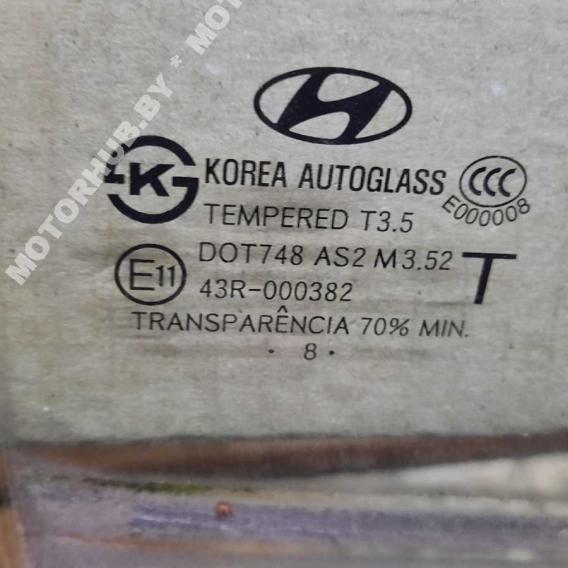 MOTORHUB.BY * MOT
KOREA AUTOGLASS
CCC
E000008
K
TEMPERED T3.5
DOT748 AS2 M3.52
T
E11
43R-000382
TRANSPARÊNCIA 70% MIN.
· 8 ·